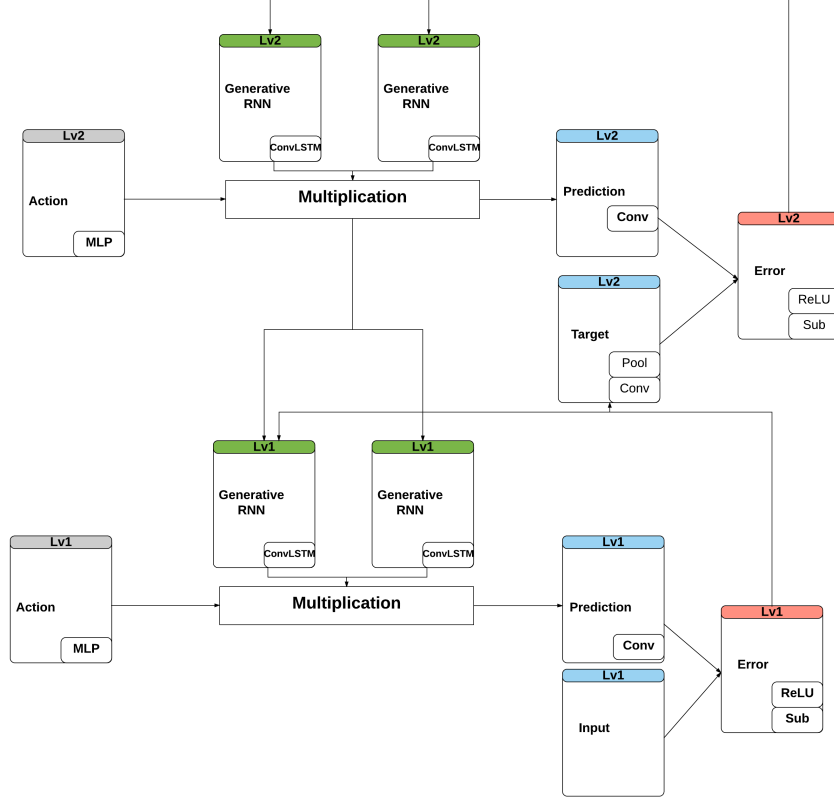 Lv2
Generative
RNN
ConvLSTM
Lv2
Generative
RNN
ConvLSTM
Lv2
Action
MLP
Multiplication
Lv2
Prediction
Conv
Lv2
Error
ReLU
Sub
Lv2
Target
Pool
Conv
Lv1
Generative
RNN
ConvLSTM
Lv1
Generative
RNN
ConvLSTM
Lv1
Action
MLP
Multiplication
Lv1
Prediction
Conv
Lv1
Error
ReLU
Sub
Lv1
Input